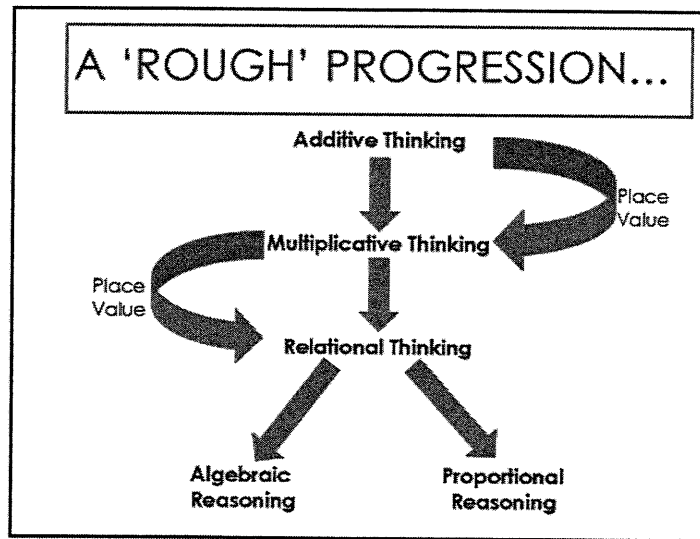 A ‘ROUGH’ PROGRESSION...
Additive Thinking
Place
Value
Multiplicative Thinking
Place
Value
Relational Thinking
Algebraic
Reasoning
Proportional
Reasoning